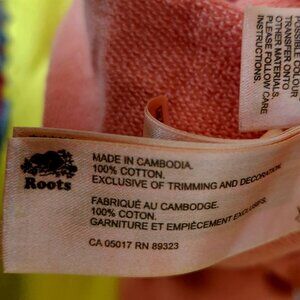 POSSIBLE COLOUR
TRANSFER ONTO
OTHER MATERIALS.
PLEASE FOLLOW CARE
INSTRUCTIONS.
Roots
MADE IN CAMBODIA.
100% COTTON.
EXCLUSIVE OF TRIMMING AND DECORATION.
FABRIQUÉ AU CAMBODGE.
100% COTON.
GARNITURE ET EMPIÈCEMENT EXCLUS.
CA 05017 RN 89323